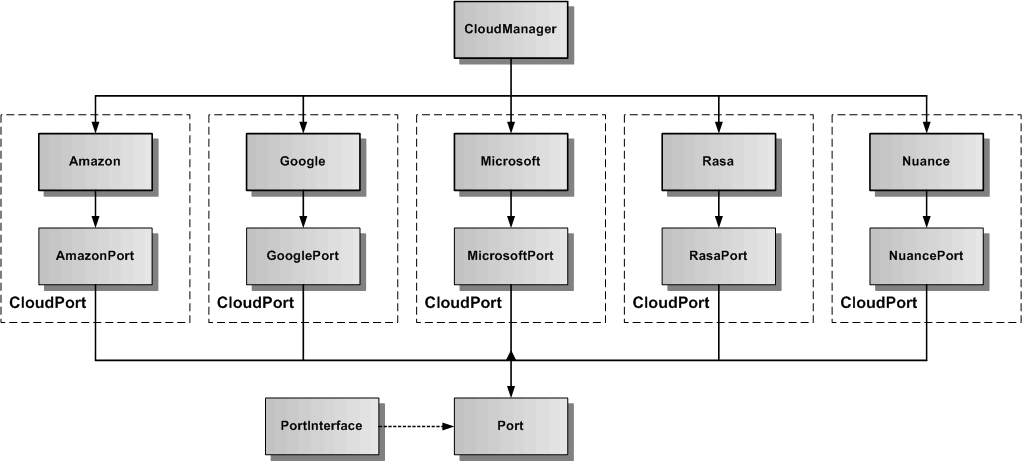 CloudManager
Amazon
Google
Microsoft
Rasa
Nuance
AmazonPort
GooglePort
MicrosoftPort
RasaPort
NuancePort
CloudPort
CloudPort
CloudPort
CloudPort
CloudPort
PortInterface
Port